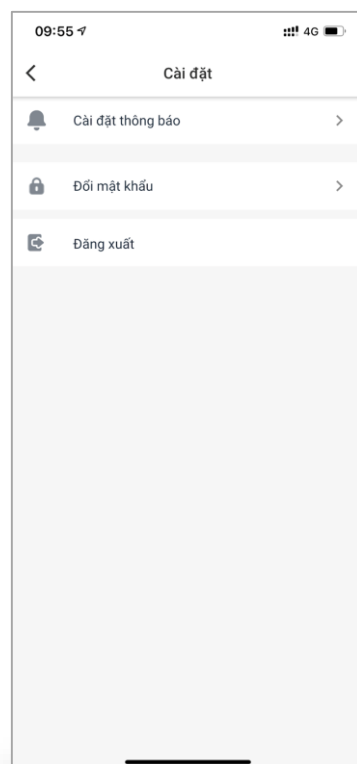 09:55
4G
Cài đặt
Cài đặt thông báo
Đổi mật khẩu
Đăng xuất